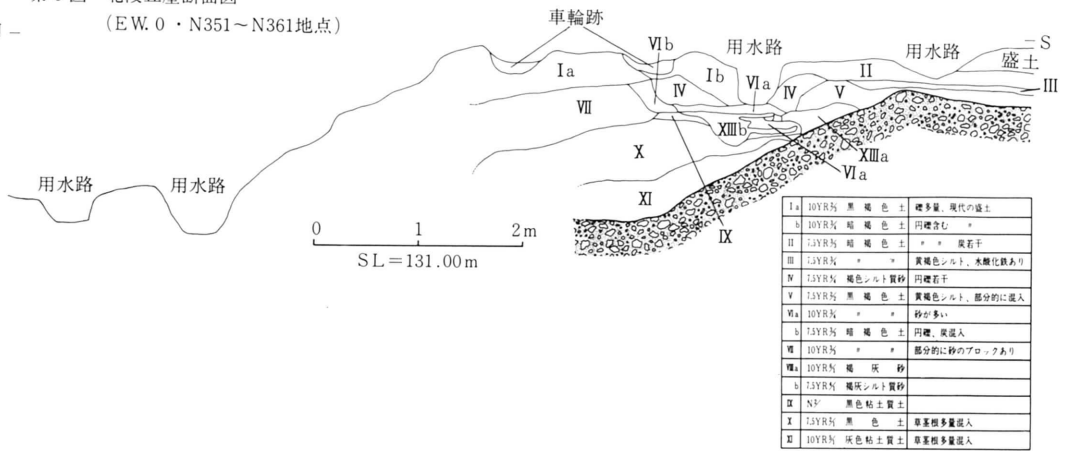 (EW.0・N351~N361地点)
車輪跡
Ⅵb
用水路
用水路
S
盛土
Ⅰa
Ⅰb
Ⅵa
Ⅱ
Ⅲ
Ⅳ
Ⅳ
Ⅴ
Ⅶ
ⅩⅢb
Ⅹ
ⅩⅢa
Ⅵa
用水路
用水路
Ⅺ
Ⅸ
0 1 2m
SL=131.00m
Ⅰa 10YR 黒褐色土 礫多量、現代の盛土
b 10YR 暗褐色土 円礫含む 〃
Ⅱ 7.5YR 暗褐色土 〃 〃 炭若干
Ⅲ 7.5YR 〃 〃 黄褐色シルト、水酸化鉄あり
Ⅳ 7.5YR 褐色シルト質砂 円礫若干
Ⅴ 7.5YR 黒褐色土 黄褐色シルト、部分的に混入
Ⅵa 10YR 〃 〃 砂が多い
b 7.5YR 暗褐色土 円礫、炭混入
Ⅶ 10YR 〃 〃 部分的に砂のブロックあり
Ⅷa 10YR 褐灰砂
b 7.5YR 褐灰シルト質砂
Ⅸ N 黒色粘土質土
Ⅹ 7.5YR 黒色土 草茎根多量混入
Ⅺ 10YR 灰色粘土質土 草茎根多量混入